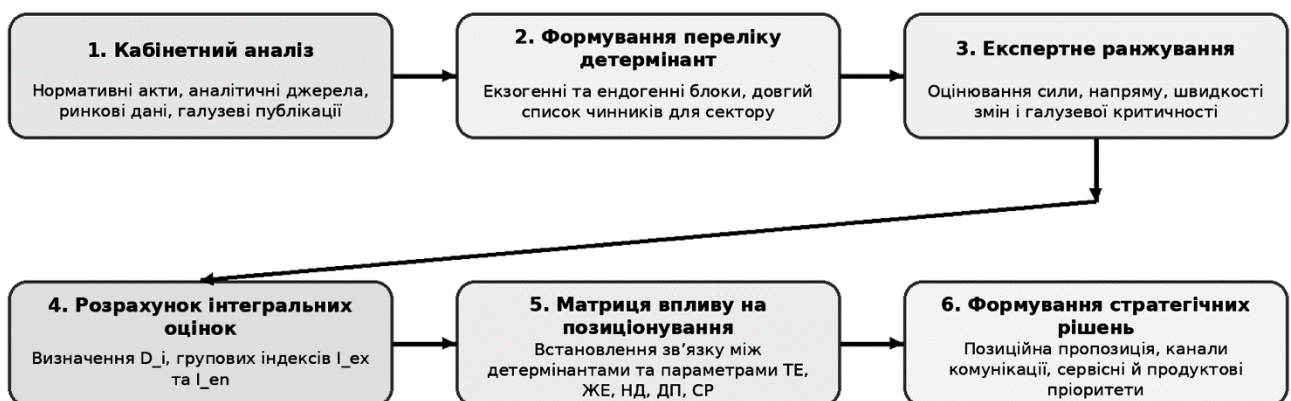 1. Кабінетний аналіз
Нормативні акти, аналітичні джерела,
ринкові дані, галузеві публікації
2. Формування переліку
детермінант
Екзогенні та ендогенні блоки, довгий
список чинників для сектору
3. Експертне ранжування
Оцінювання сили, напряму, швидкості
змін і галузевої критичності
4. Розрахунок інтегральних
оцінок
Визначення D_i, групових індексів I_ex
та I_en
5. Матриця впливу на
позиціонування
Встановлення зв’язку між
детермінантами та параметрами ТЕ,
ЖЕ, НД, ДП, СР
6. Формування стратегічних
рішень
Позиційна пропозиція, канали
комунікації, сервісні й продуктові
пріоритети